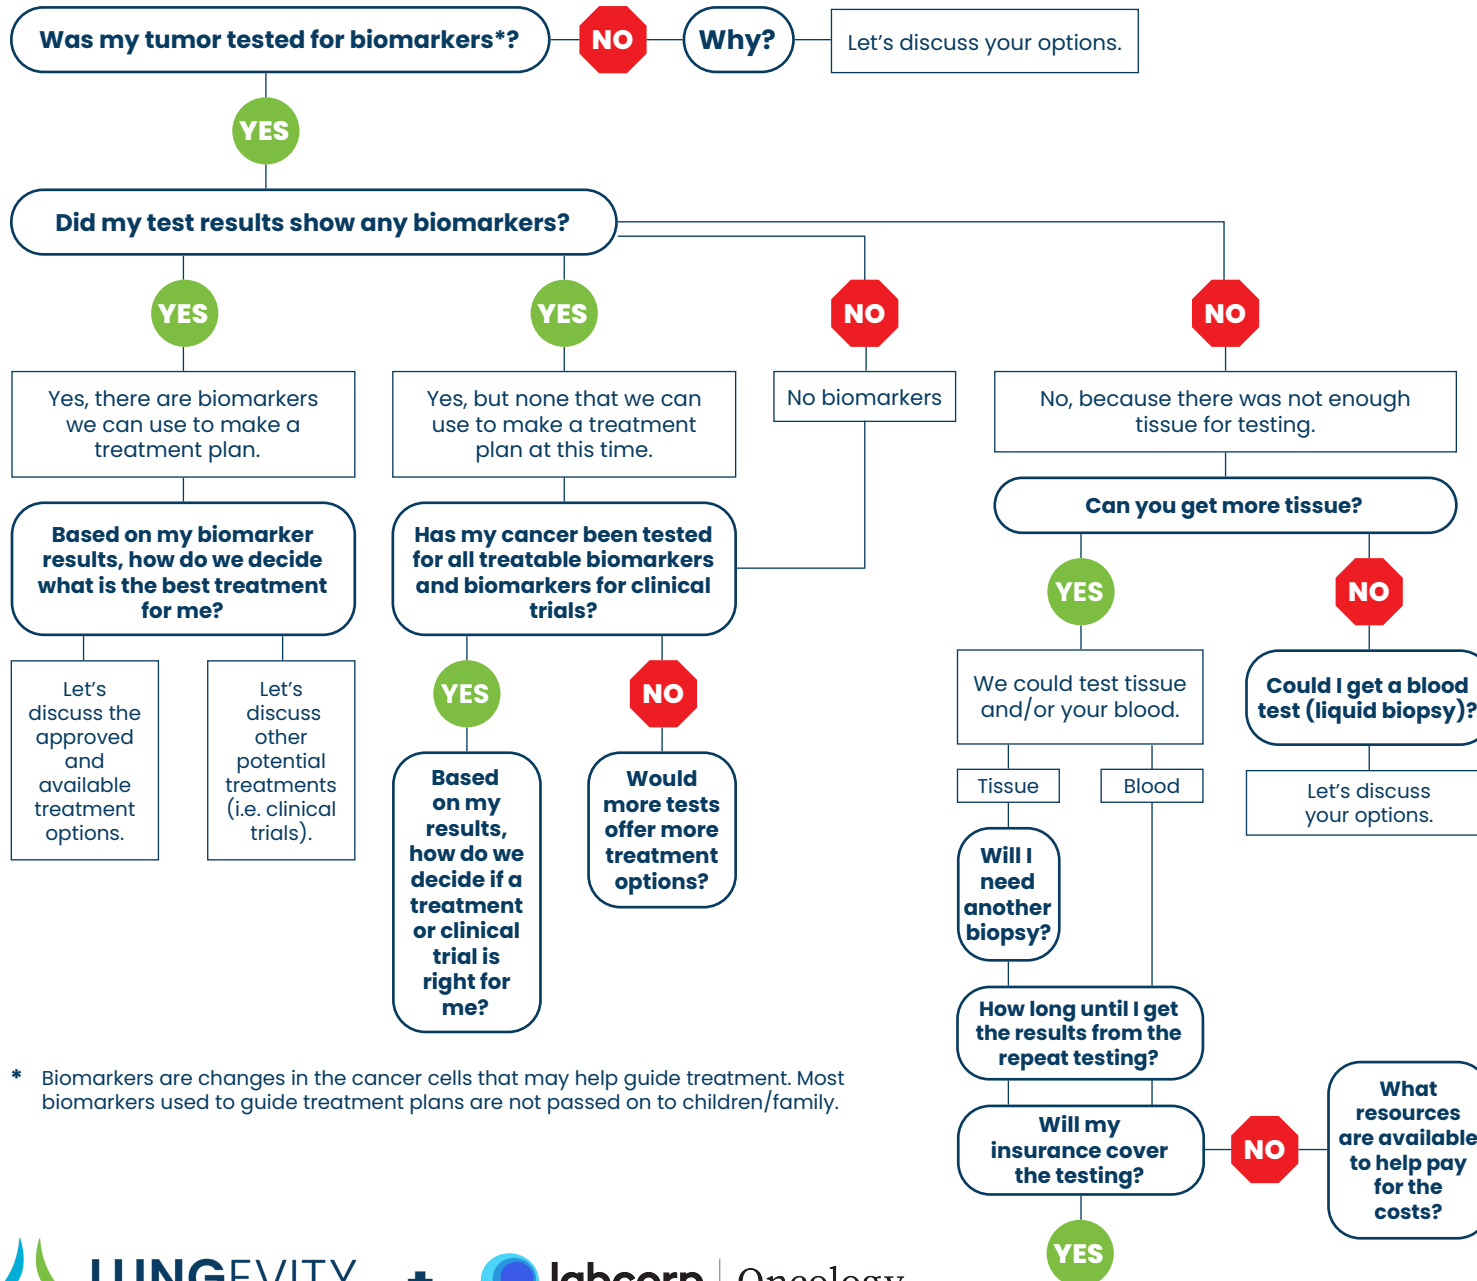 Was my tumor tested for biomarkers*?
NO
Why?
Let’s discuss your options.
YES
Did my test results show any biomarkers?
YES
YES
NO
NO
Yes, there are biomarkers
we can use to make a
treatment plan.
Yes, but none that we can
use to make a treatment
plan at this time.
No biomarkers
No, because there was not enough
tissue for testing.
Based on my biomarker
results, how do we decide
what is the best treatment
for me?
Has my cancer been tested
for all treatable biomarkers
and biomarkers for clinical
trials?
Can you get more tissue?
YES
NO
Let’s
discuss the
approved
and
available
treatment
options.
Let’s
discuss
other
potential
treatments
(i.e. clinical
trials).
YES
NO
We could test tissue
and/or your blood.
Could I get a blood
test (liquid biopsy)?
Based
on my
results,
how do we
decide if a
treatment
or clinical
trial is
right for
me?
Would
more tests
offer more
treatment
options?
Tissue
Blood
Let’s discuss
your options.
Will I
need
another
biopsy?
How long until I get
the results from the
repeat testing?
Will my
insurance cover
the testing?
NO
What
resources
are available
to help pay
for the
costs?
YES
* Biomarkers are changes in the cancer cells that may help guide treatment. Most
biomarkers used to guide treatment plans are not passed on to children/family.
LUNGEVITY + labcorp | Oncology